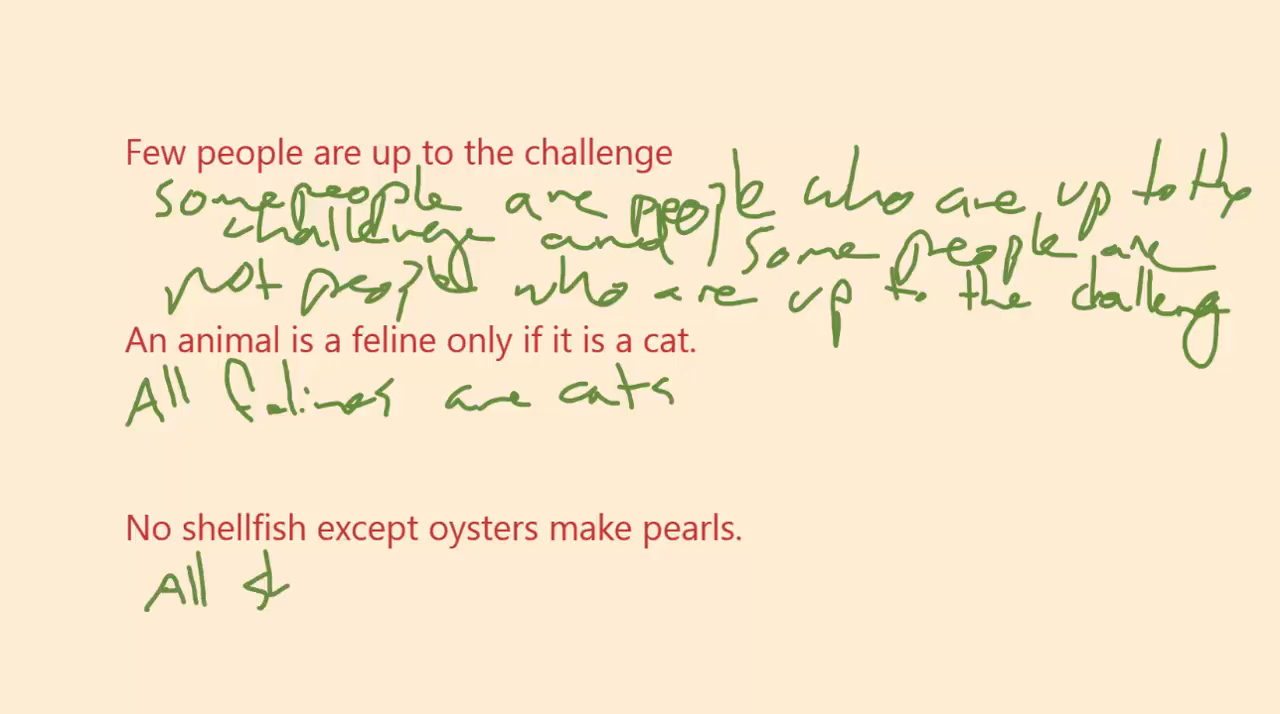 Few people are up to the challenge
some people are people who are up to the
challenge and some people are
not people who are up to the challeng
An animal is a feline only if it is a cat.
All felines are cats
No shellfish except oysters make pearls.
All